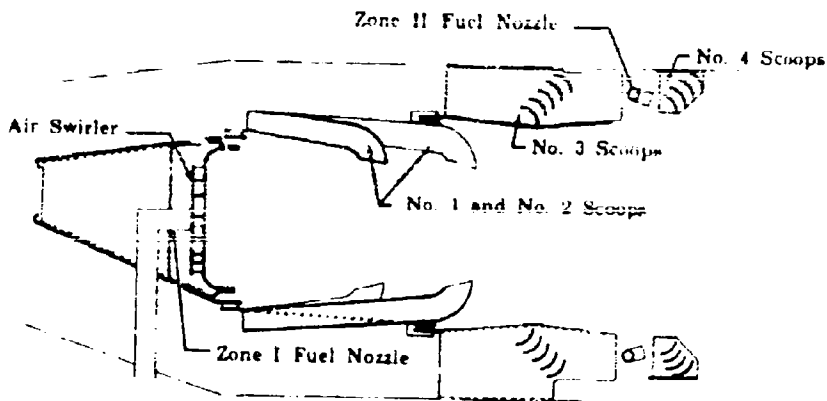 Zone II Fuel Nozzle
No. 4 Scoops
Air Swirler
No. 3 Scoops
No. 1 and No. 2 Scoops
Zone I Fuel Nozzle